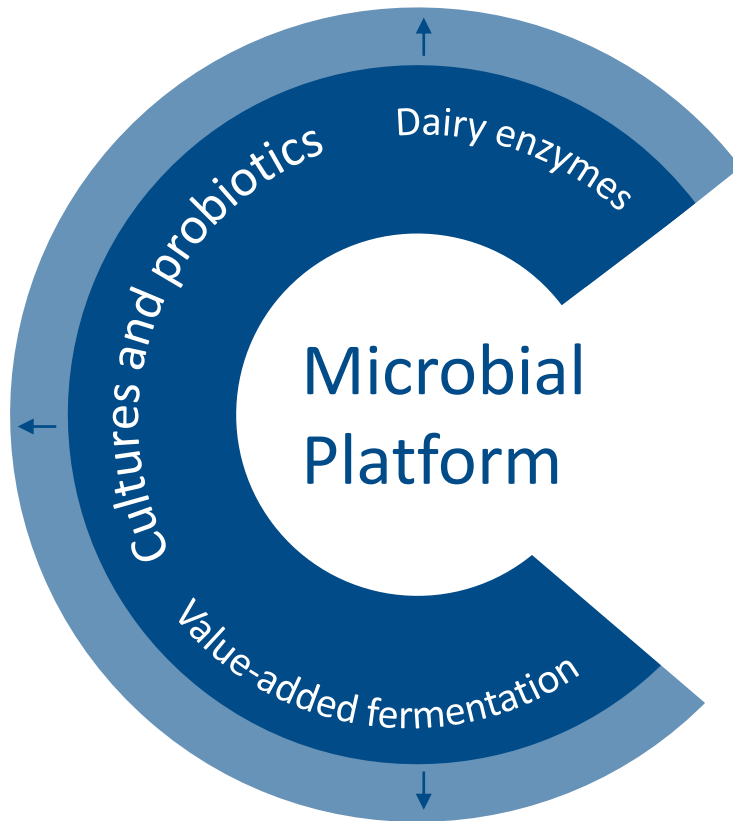 Dairy enzymes
Cultures and probiotics
Microbial
Platform
Value-added fermentation